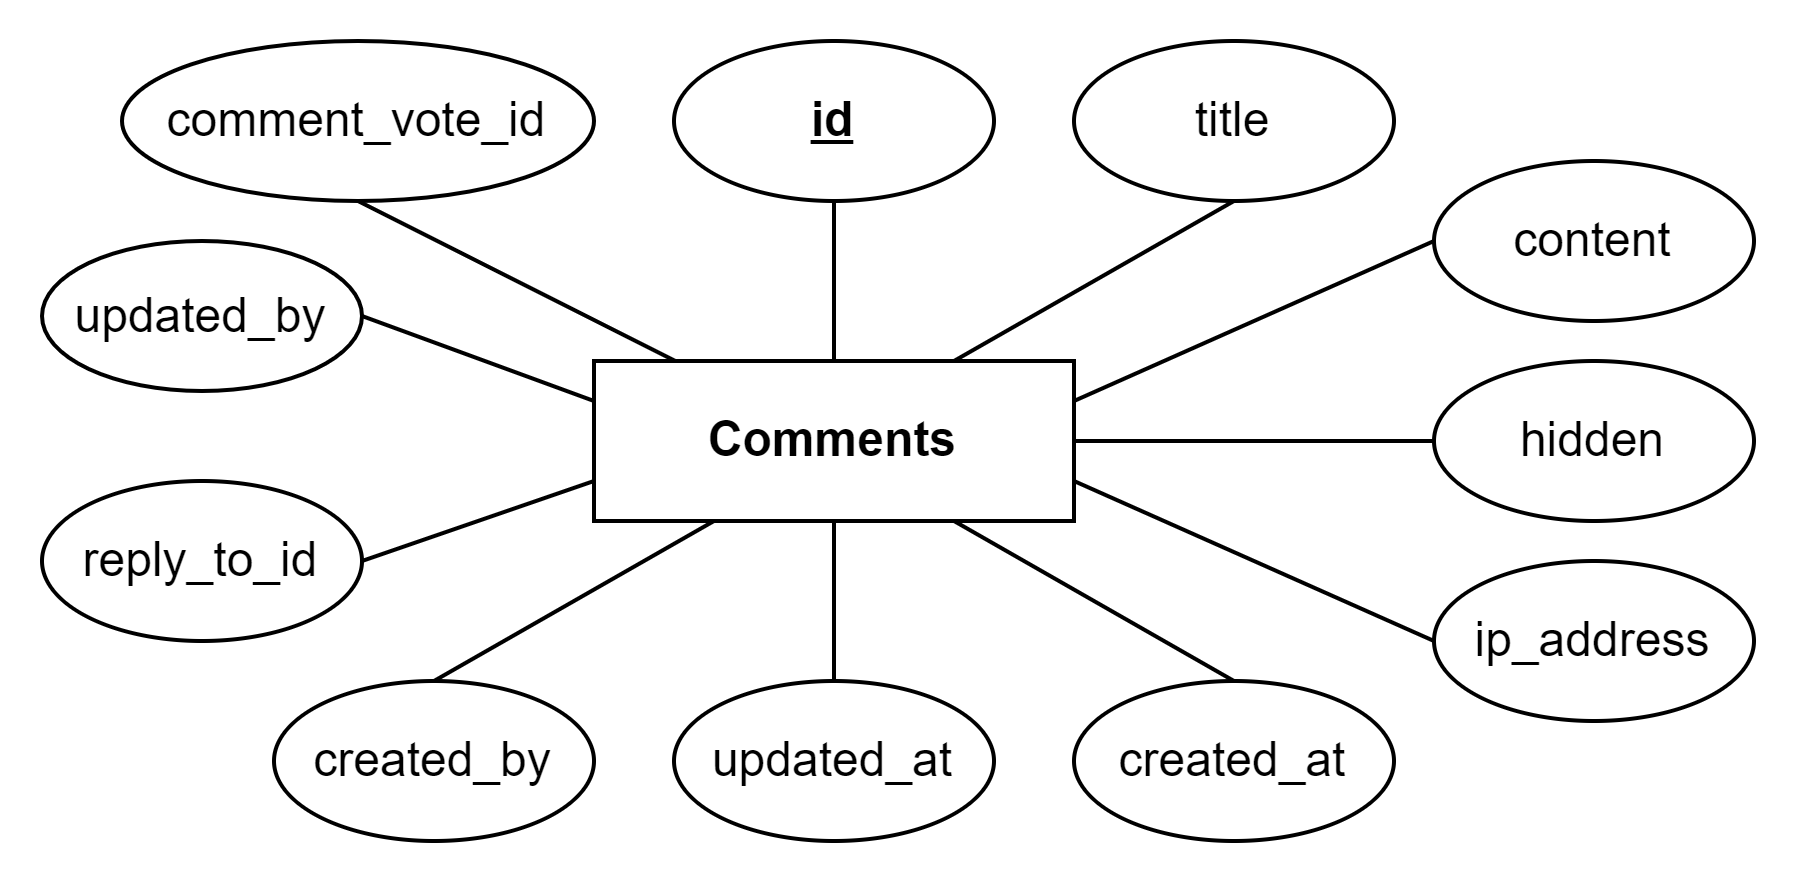 comment_vote_id
id
title
content
updated_by
Comments
hidden
reply_to_id
ip_address
created_by
updated_at
created_at